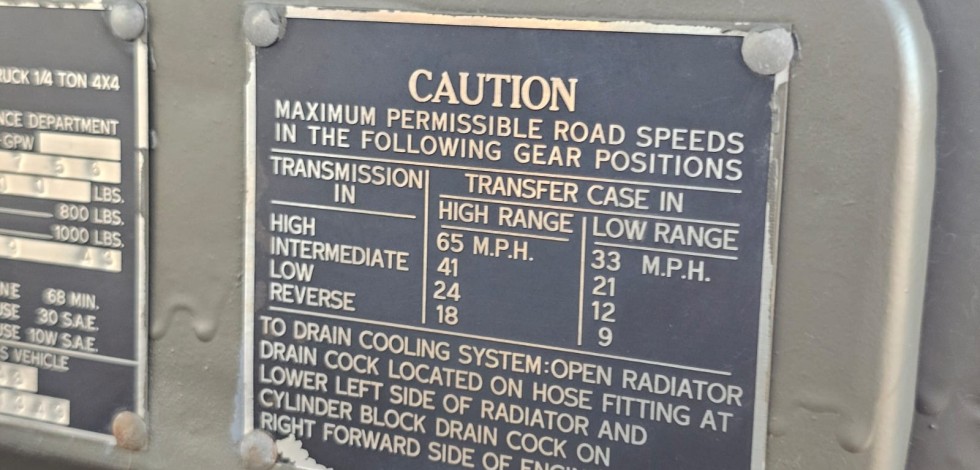 TRUCK 1/4 TON 4X4
DEPARTMENT
GPW
LBS.
800 LBS.
1000 LBS.
68 MIN.
30 S.A.E.
10W S.A.E.
VEHICLE
CAUTION
MAXIMUM PERMISSIBLE ROAD SPEEDS
IN THE FOLLOWING GEAR POSITIONS
TRANSMISSION IN
TRANSFER CASE IN
HIGH RANGE LOW RANGE
HIGH 65 M.P.H. 33 M.P.H.
INTERMEDIATE 41 21
LOW 24 12
REVERSE 18 9
TO DRAIN COOLING SYSTEM:OPEN RADIATOR
DRAIN COCK LOCATED ON HOSE FITTING AT
LOWER LEFT SIDE OF RADIATOR AND
CYLINDER BLOCK DRAIN COCK ON
RIGHT FORWARD SIDE OF